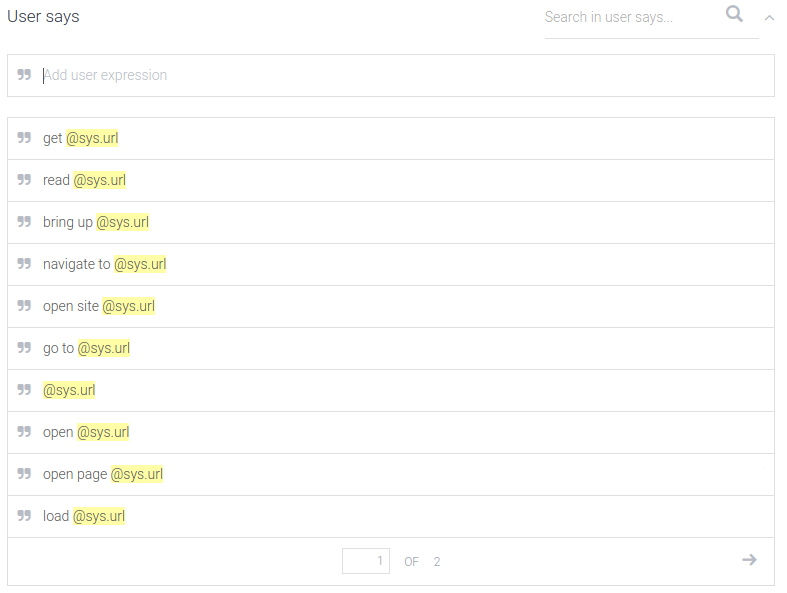 User says
Search in user says...
Add user expression
get @sys.url
read @sys.url
bring up @sys.url
navigate to @sys.url
open site @sys.url
go to @sys.url
@sys.url
open @sys.url
open page @sys.url
load @sys.url
1 OF 2